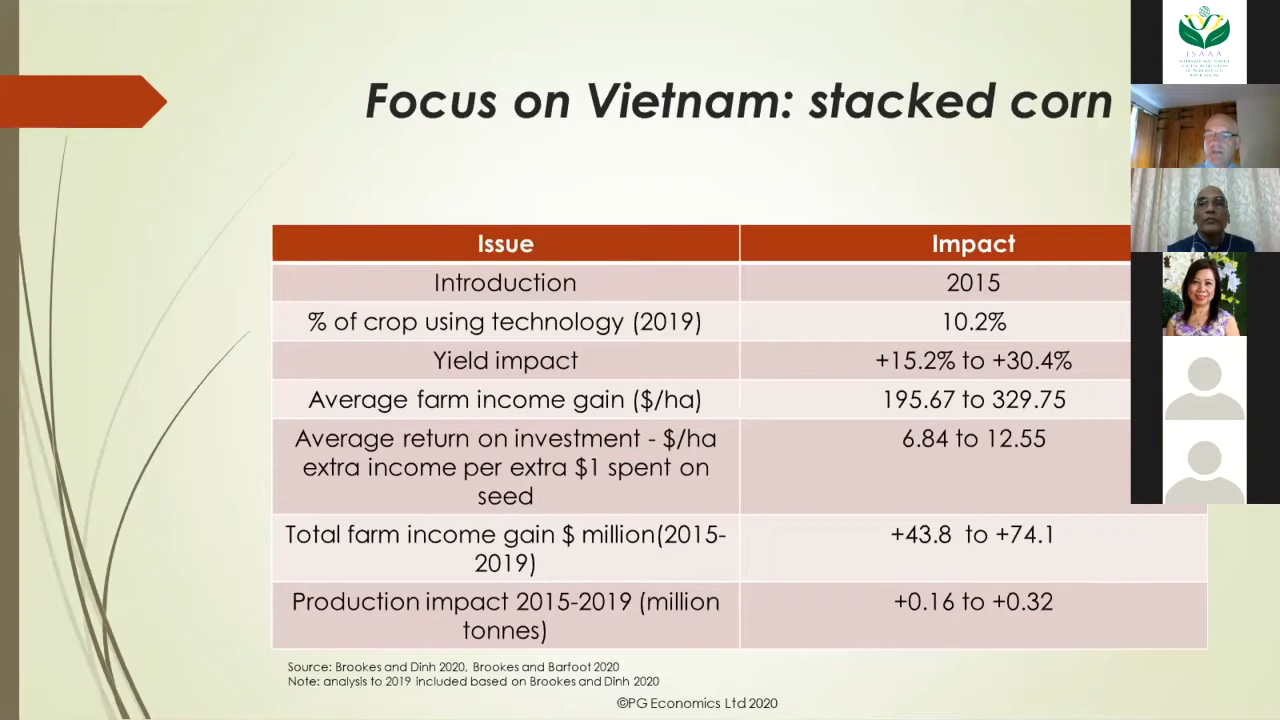 Focus on Vietnam: stacked corn
Issue
Impact
Introduction
2015
% of crop using technology (2019)
10.2%
Yield impact
+15.2% to +30.4%
Average farm income gain ($/ha)
195.67 to 329.75
Average return on investment - $/ha
extra income per extra $1 spent on
seed
6.84 to 12.55
Total farm income gain $ million(2015-
2019)
+43.8 to +74.1
Production impact 2015-2019 (million
tonnes)
+0.16 to +0.32
Source: Brookes and Dinh 2020, Brookes and Barfoot 2020
Note: analysis to 2019 included based on Brookes and Dinh 2020
©PG Economics Ltd 2020
ISAAA